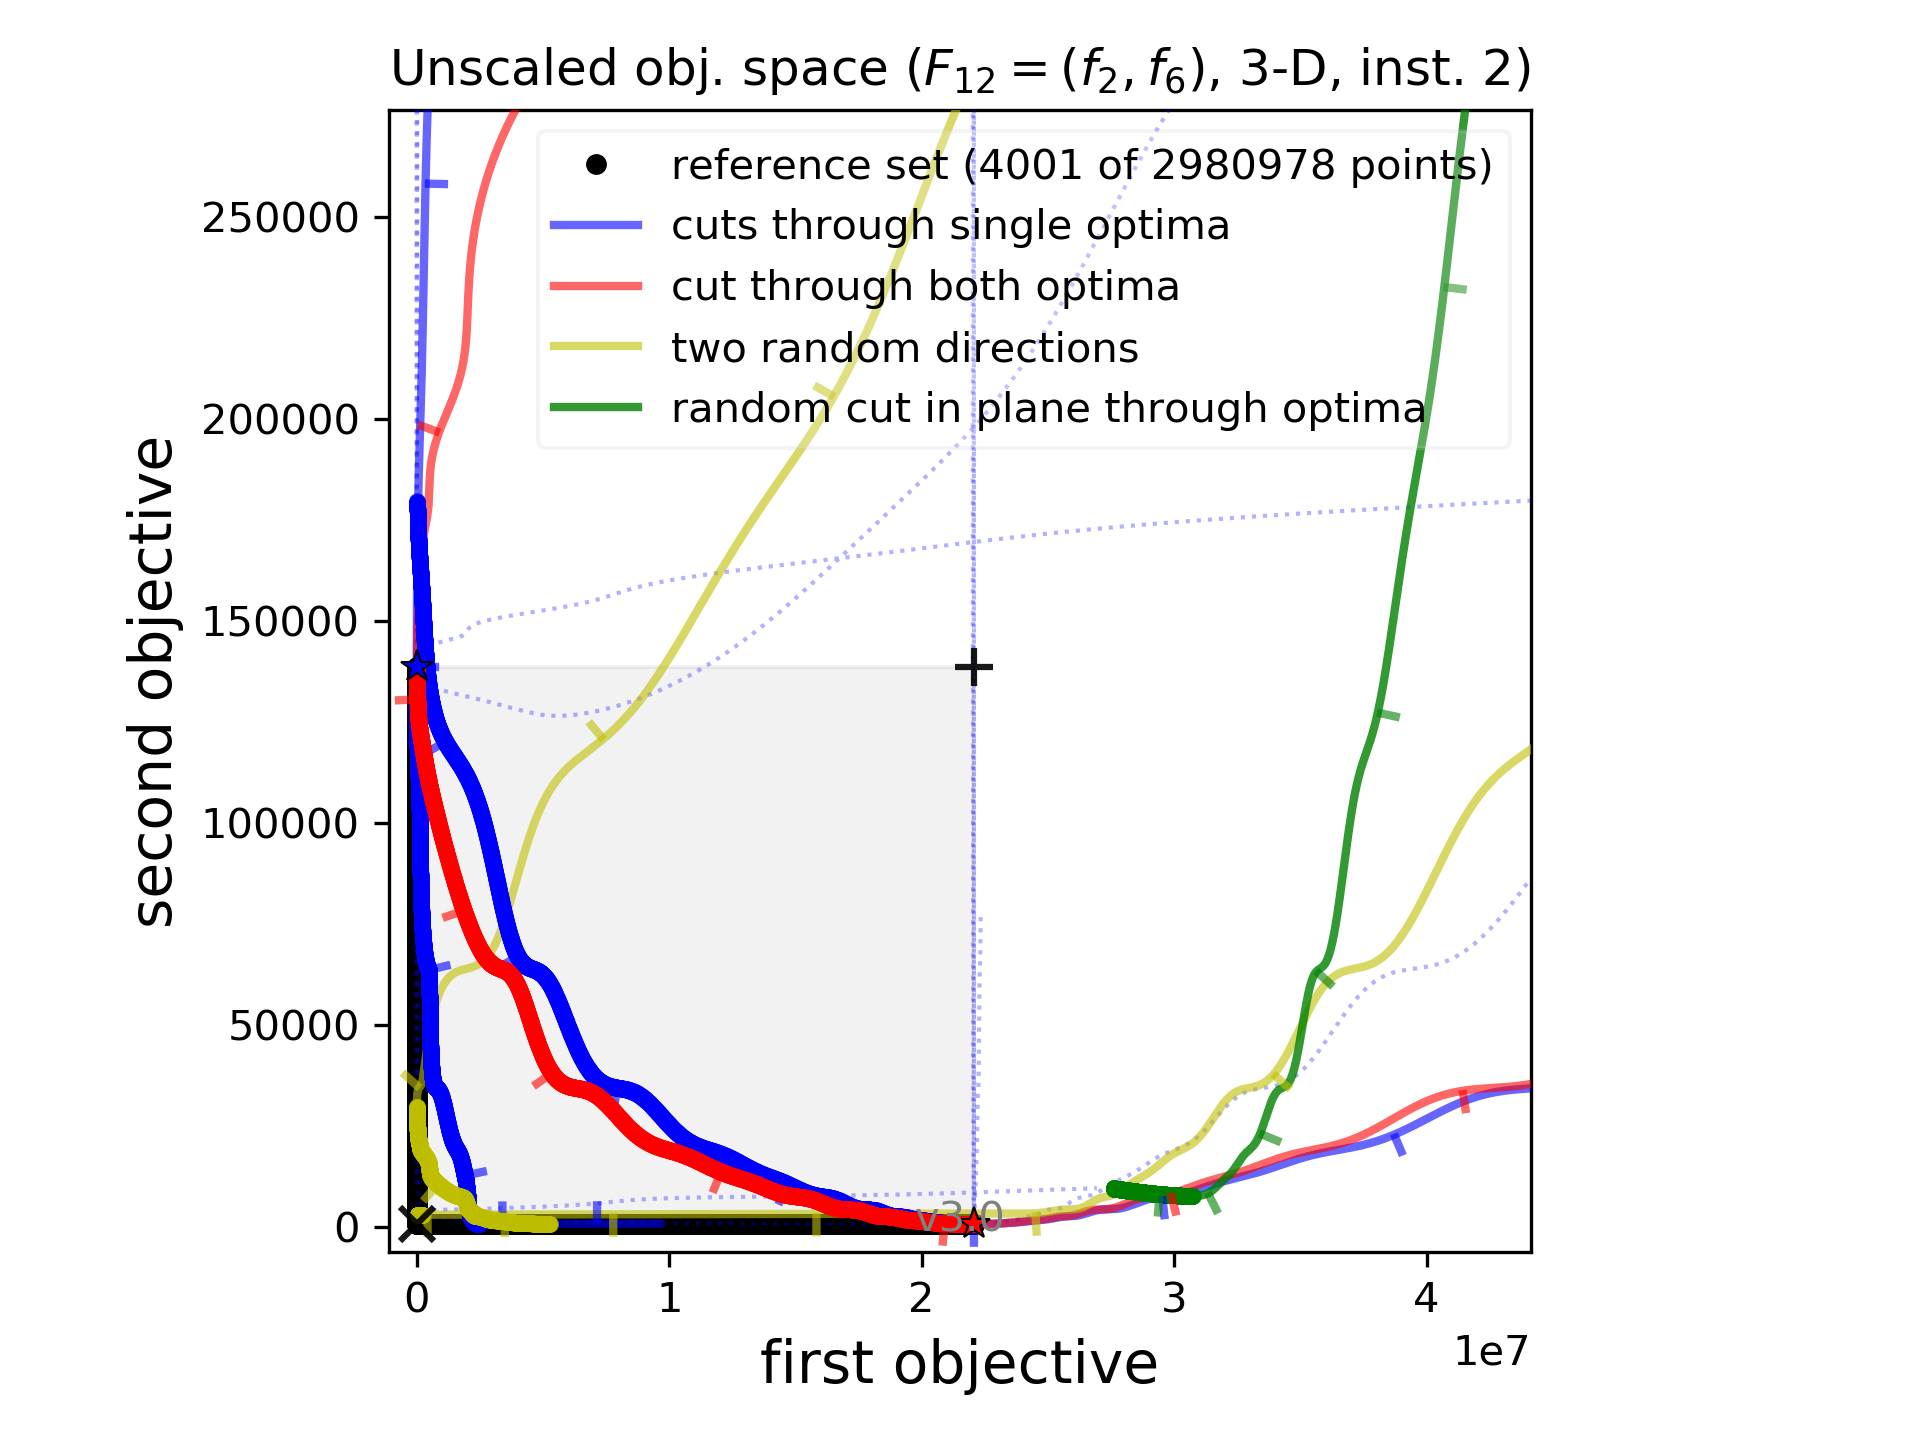 Unscaled obj. space (F12 = (f2, f6), 3-D, inst. 2)
reference set (4001 of 2980978 points)
cuts through single optima
cut through both optima
two random directions
random cut in plane through optima
250000
200000
150000
100000
50000
0
second objective
v3.0
0 1 2 3 4
1e7
first objective